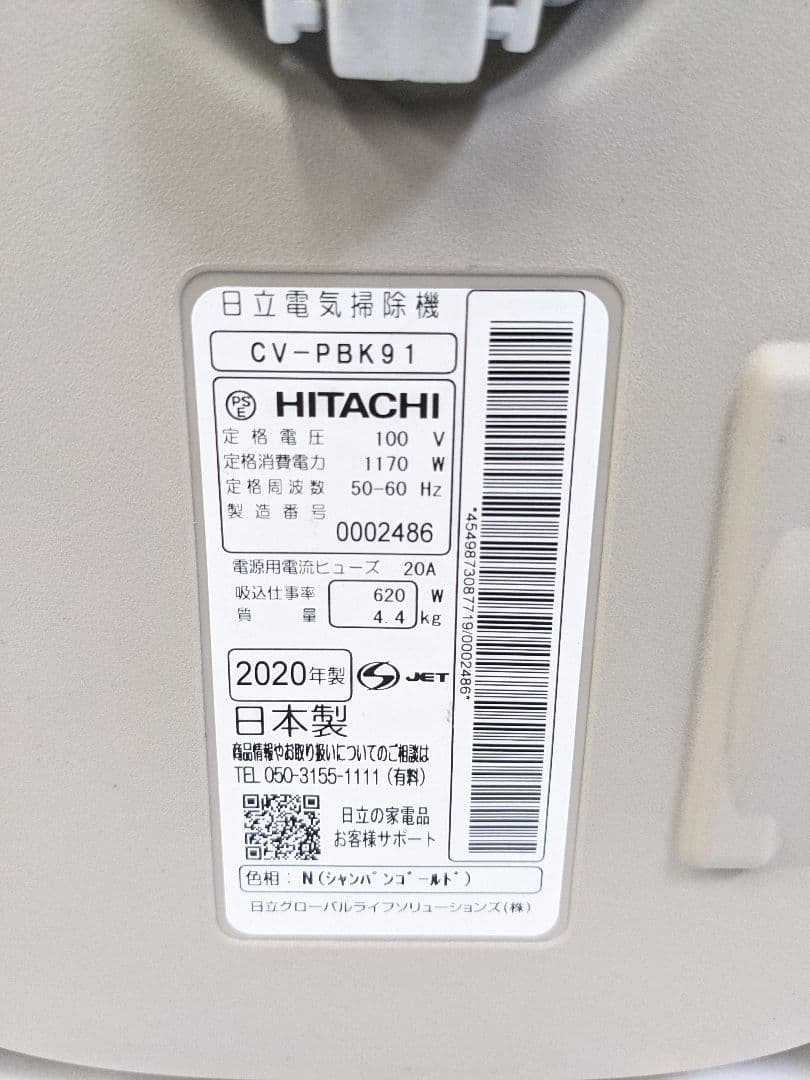 日立電気掃除機
CV-PBK91
PS
E
HITACHI
定格電圧 100 V
定格消費電力 1170 W
定格周波数 50-60 Hz
製造番号
0002486
電源用電流ヒューズ 20A
吸込仕事率 620 W
質量 4.4 kg
2020年製
S JET
日本製
商品情報やお取り扱いについてのご相談は
TEL 050-3155-1111 (有料)
日立の家電品
お客様サポート
色相: N(シャンパンゴールド)
日立グローバルライフソリューションズ(株)
*4549873087719/0002486*